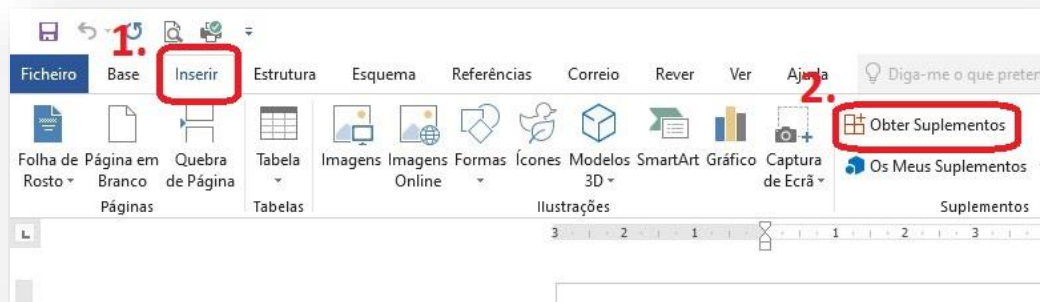 1.
Ficheiro Base Inserir Estrutura Esquema Referências Correio Rever Ver Ajuda Diga-me o que preten
2.
Obter Suplementos
Folha de Rosto
Página em Branco
Quebra de Página
Tabela
Imagens
Imagens Online
Formas
Ícones
Modelos 3D
SmartArt
Gráfico
Captura de Ecrã
Os Meus Suplementos
Páginas Tabelas Ilustrações Suplementos
3 2 1 1 2 3